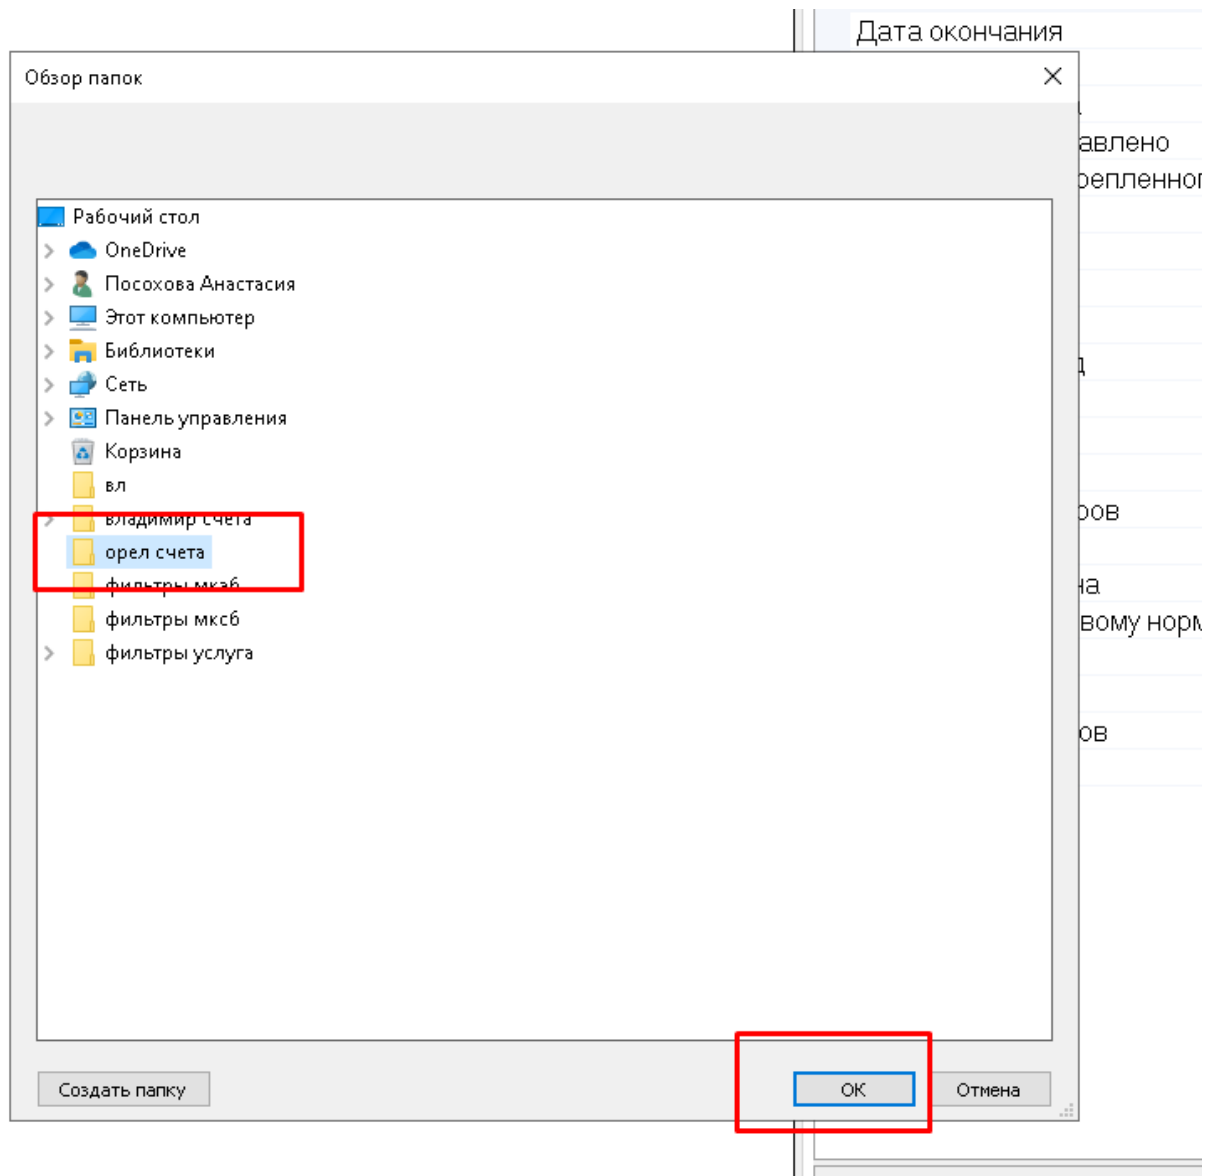 Дата окончания
Обзор папок
авлено
Рабочий стол
OneDrive
Посохова Анастасия
Этот компьютер
Библиотеки
Сеть
Панель управления
Корзина
вл
владимир счета
ров
орел счета
фильтры мкаб
на
фильтры мксб
вому норм
фильтры услуга
ов
Создать папку
ОК
Отмена